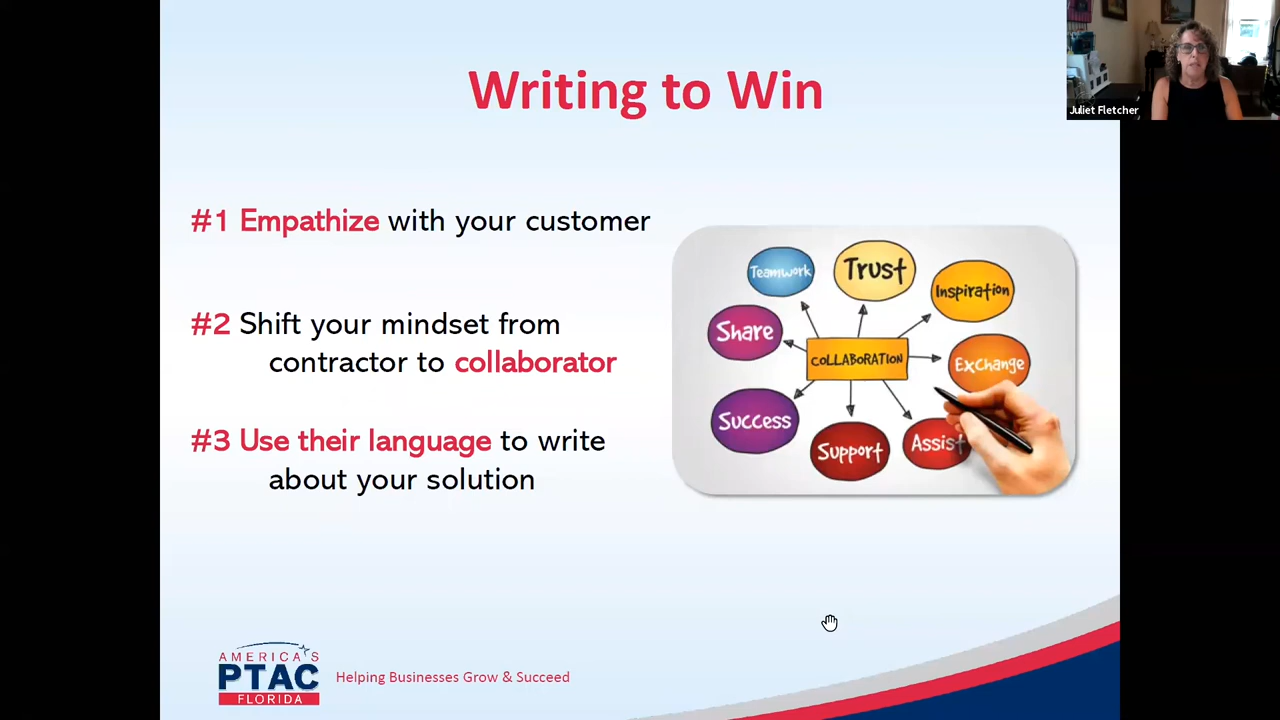 Writing to Win
Juliet Fletcher
#1 Empathize with your customer
#2 Shift your mindset from
contractor to collaborator
#3 Use their language to write
about your solution
Teamwork
Trust
Inspiration
Share
COLLABORATION
Exchange
Success
Support
Assist
AMERICA'S
PTAC
FLORIDA
Helping Businesses Grow & Succeed